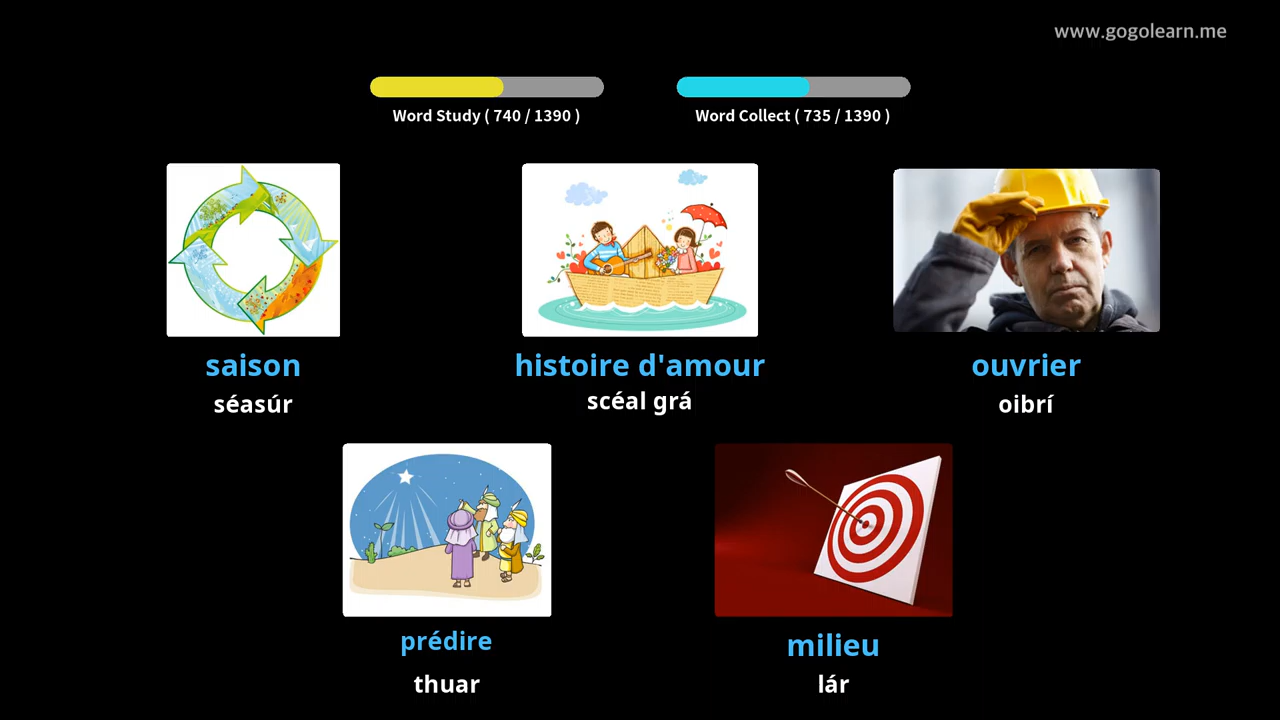 www.gogolearn.me
Word Study ( 740 / 1390 )
Word Collect ( 735 / 1390 )
saison
séasúr
histoire d'amour
scéal grá
ouvrier
oibrí
prédire
thuar
milieu
lár